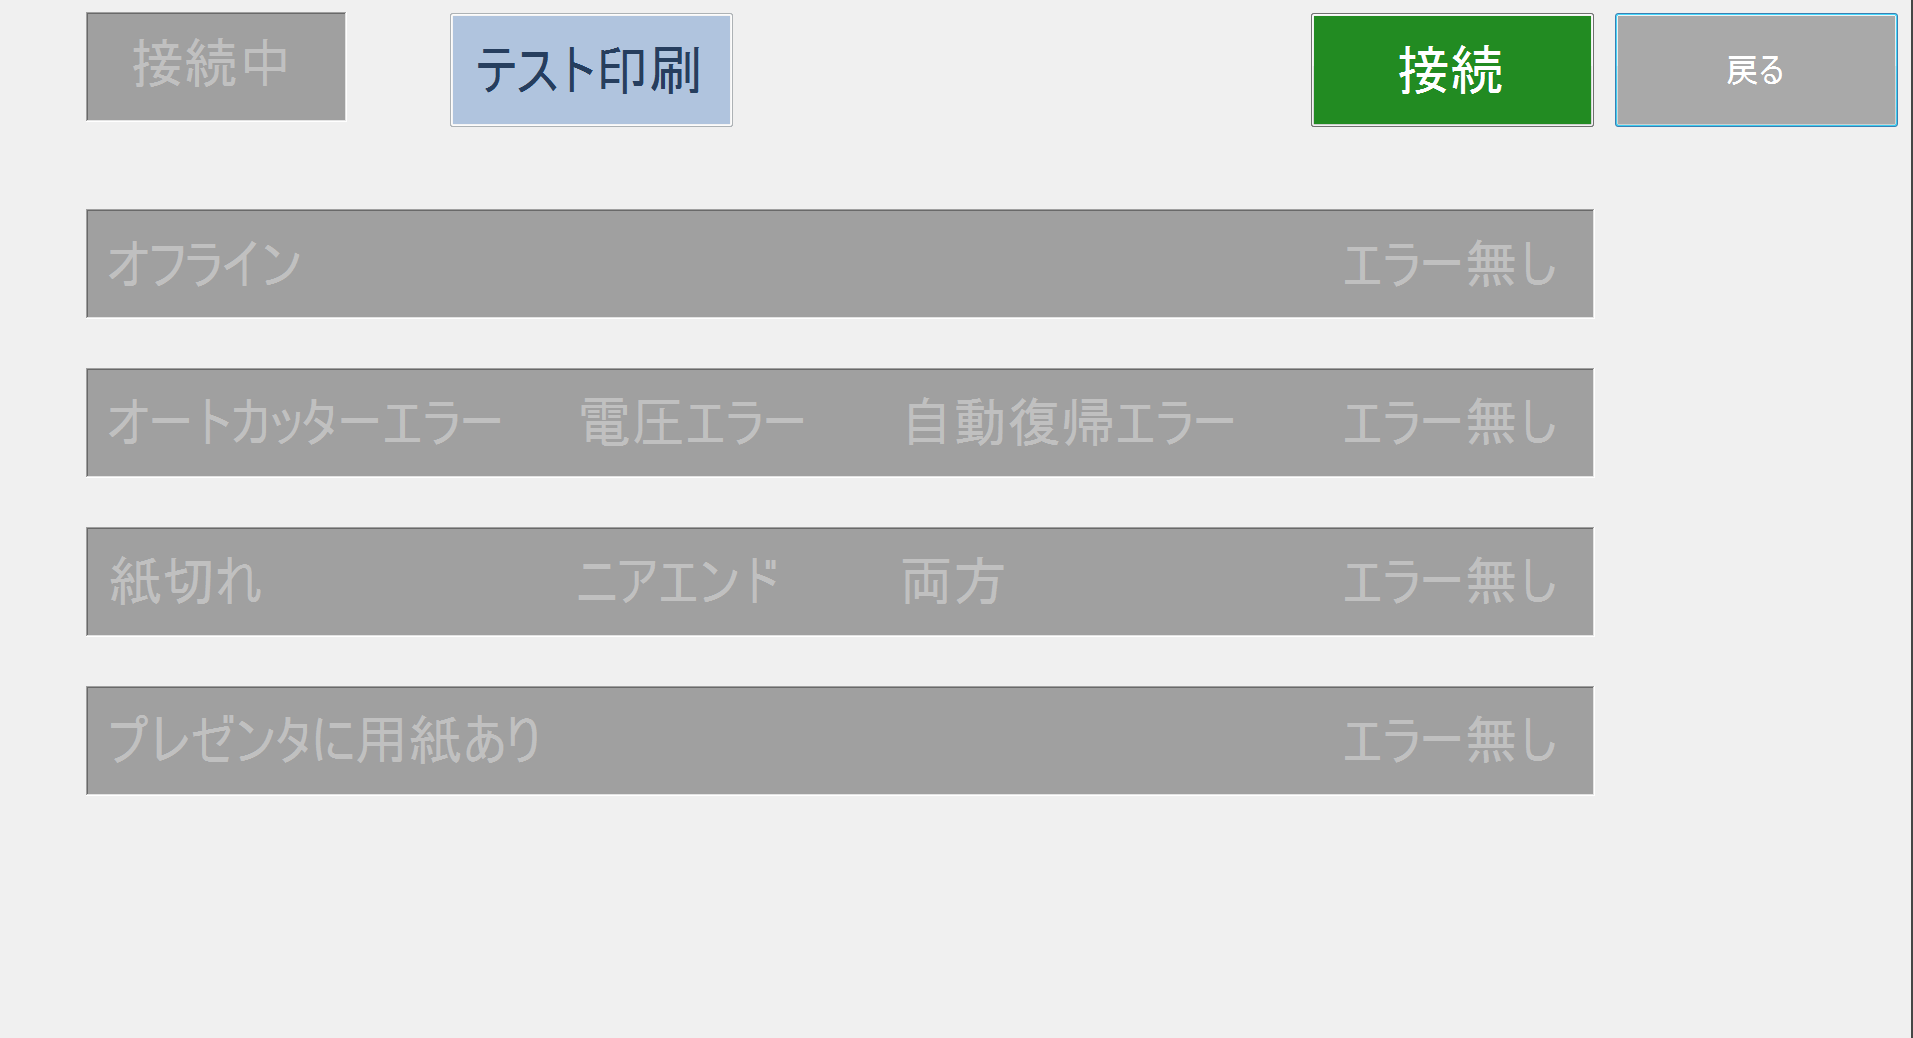 接続中 テスト印刷 接続 戻る
オフライン エラー無し
オートカッターエラー 電圧エラー 自動復帰エラー エラー無し
紙切れ ニアエンド 両方 エラー無し
プレゼンタに用紙あり エラー無し